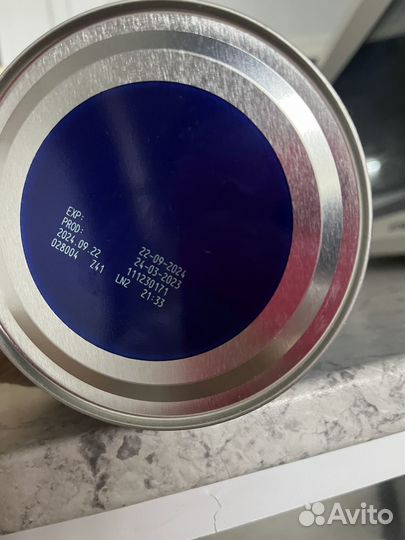 EXP: 22-09-2024
PROD: 24-03-2023
2024.09.22 111230171
028004 Z41 LN2 21:33
Avito